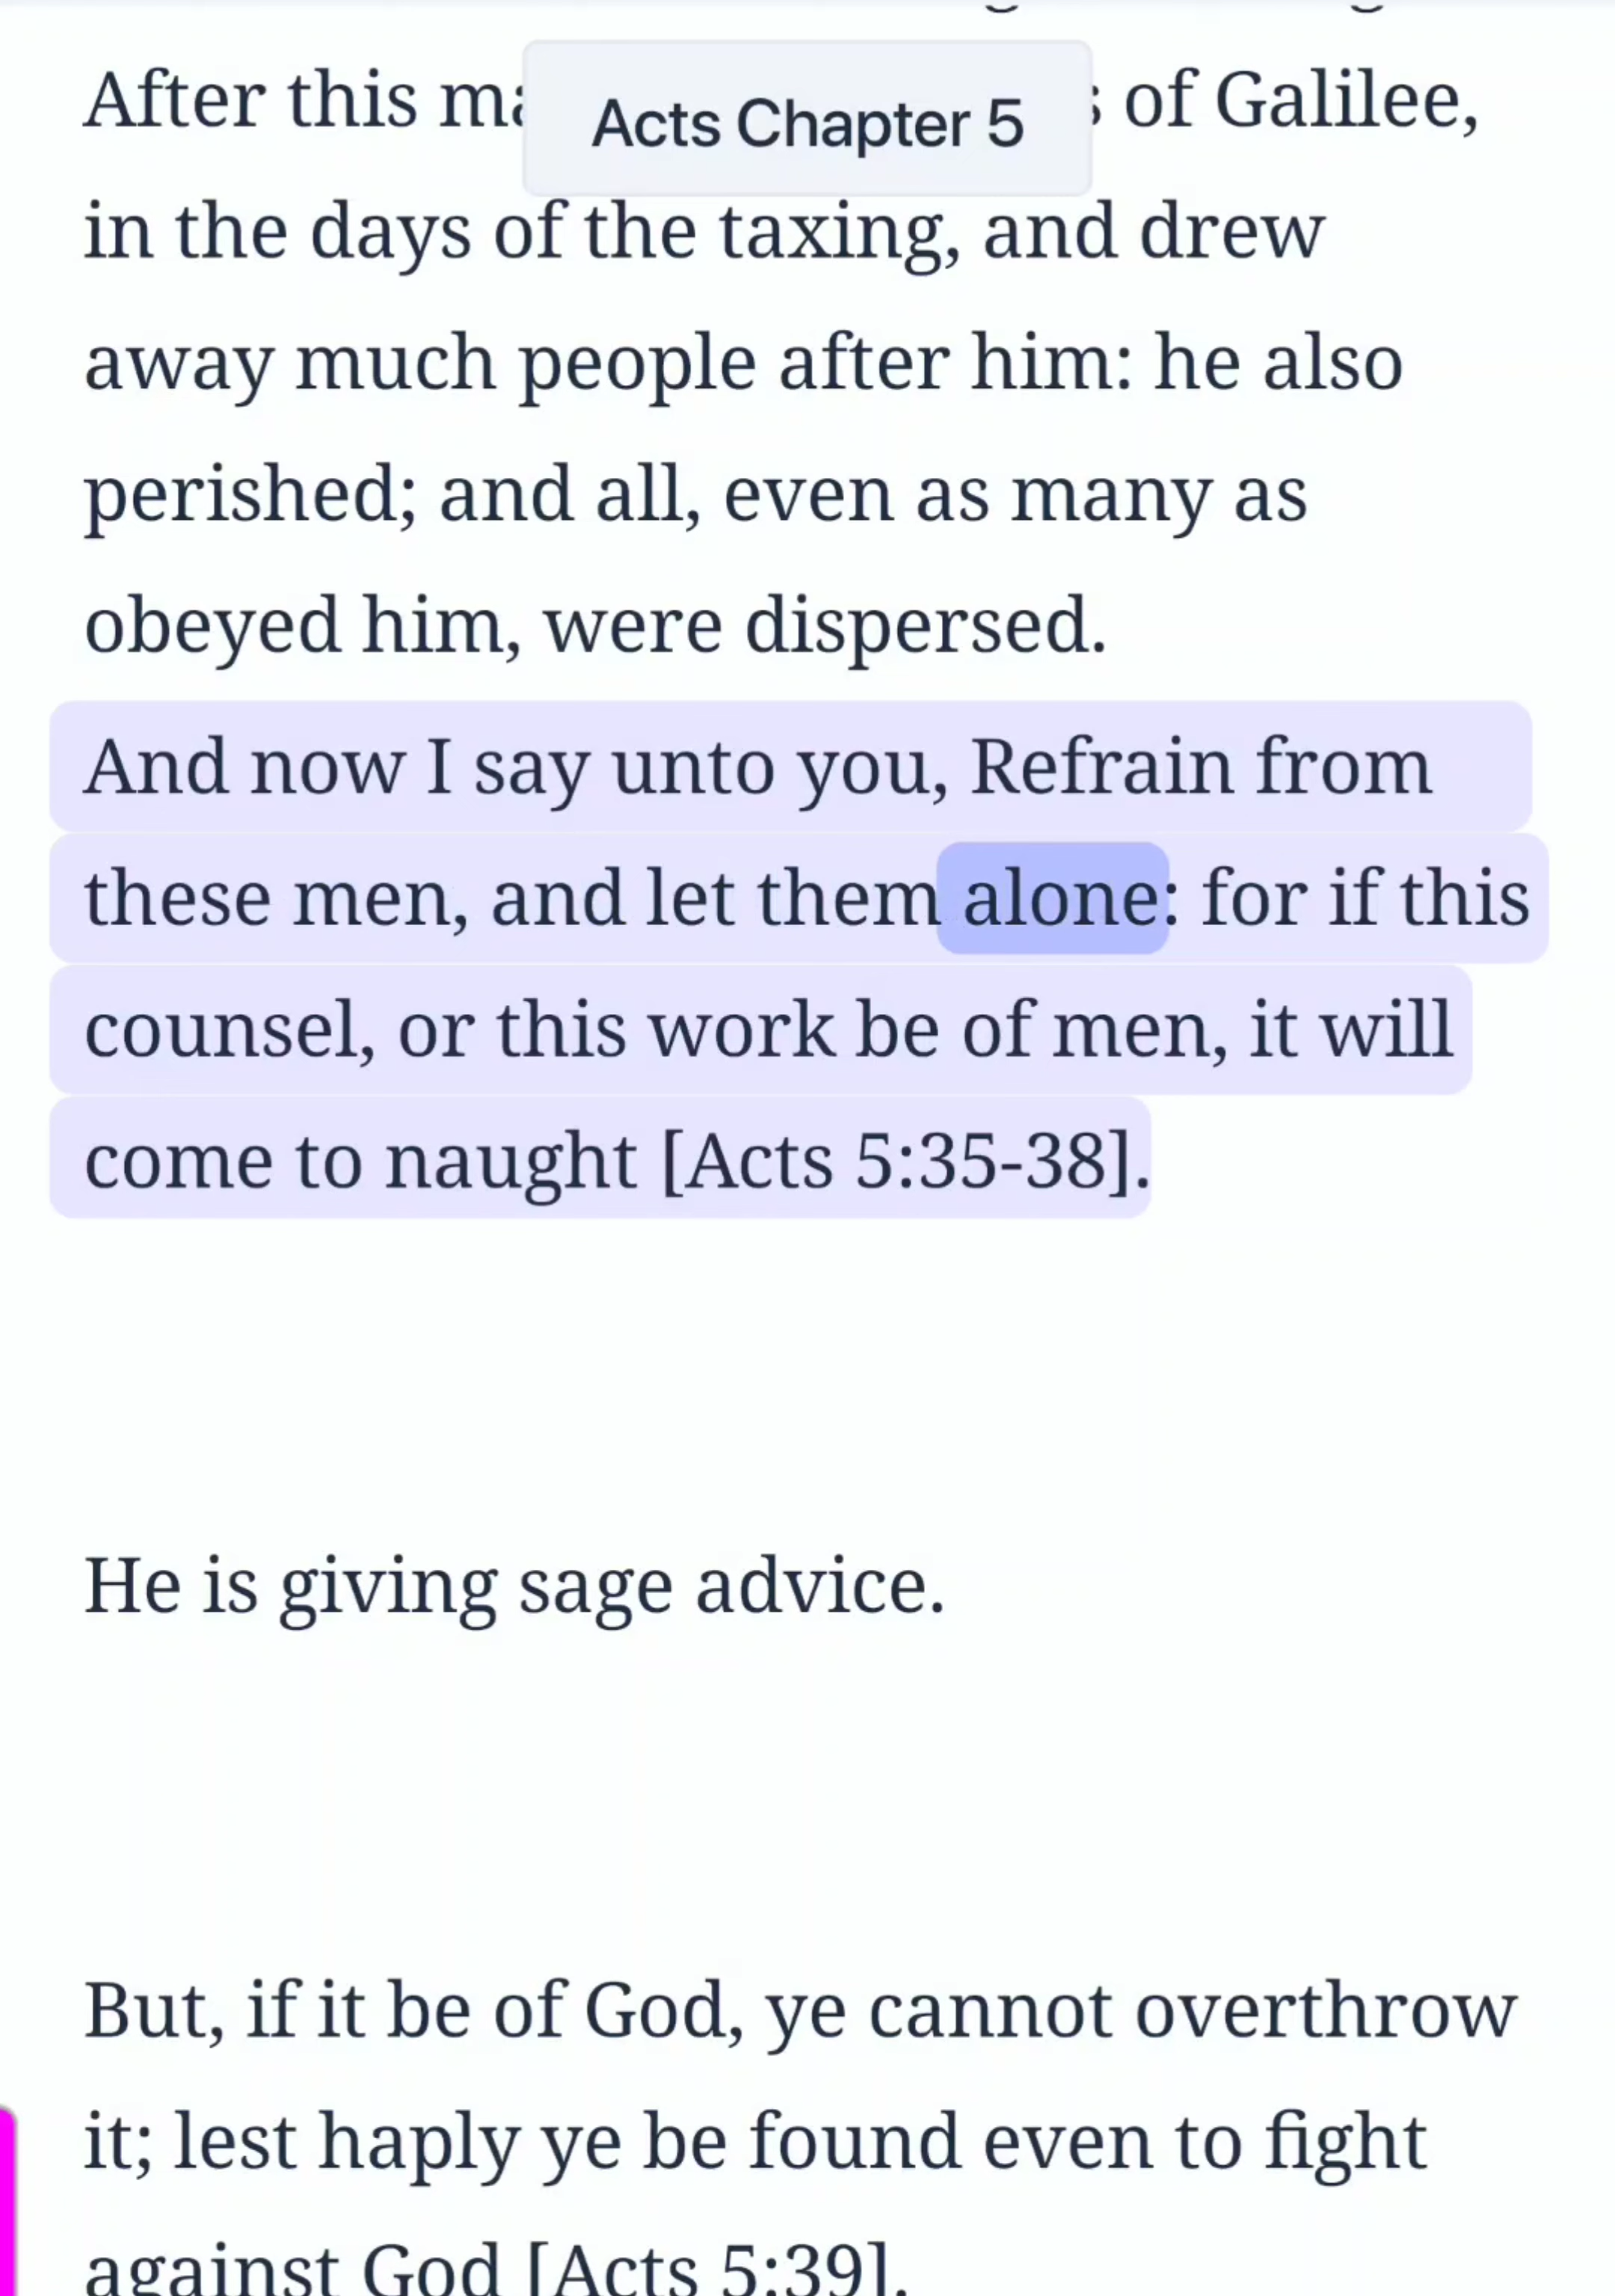 Acts Chapter 5
After this of Galilee,
in the days of the taxing, and drew
away much people after him: he also
perished; and all, even as many as
obeyed him, were dispersed.
And now I say unto you, Refrain from
these men, and let them alone: for if this
counsel, or this work be of men, it will
come to naught [Acts 5:35-38].
He is giving sage advice.
But, if it be of God, ye cannot overthrow
it; lest haply ye be found even to fight
against God [Acts 5:39].